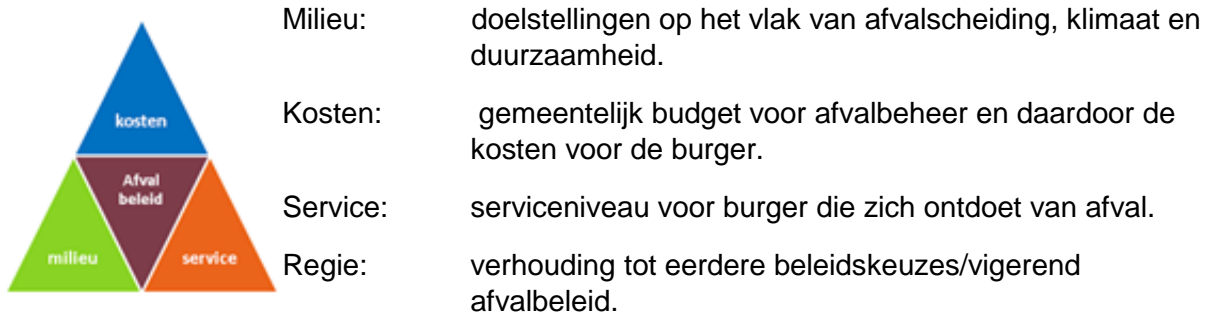 kosten
Afval
beleid
milieu
service
Milieu: doelstellingen op het vlak van afvalscheiding, klimaat en
duurzaamheid.
Kosten: gemeentelijk budget voor afvalbeheer en daardoor de
kosten voor de burger.
Service: serviceniveau voor burger die zich ontdoet van afval.
Regie: verhouding tot eerdere beleidskeuzes/vigerend
afvalbeleid.